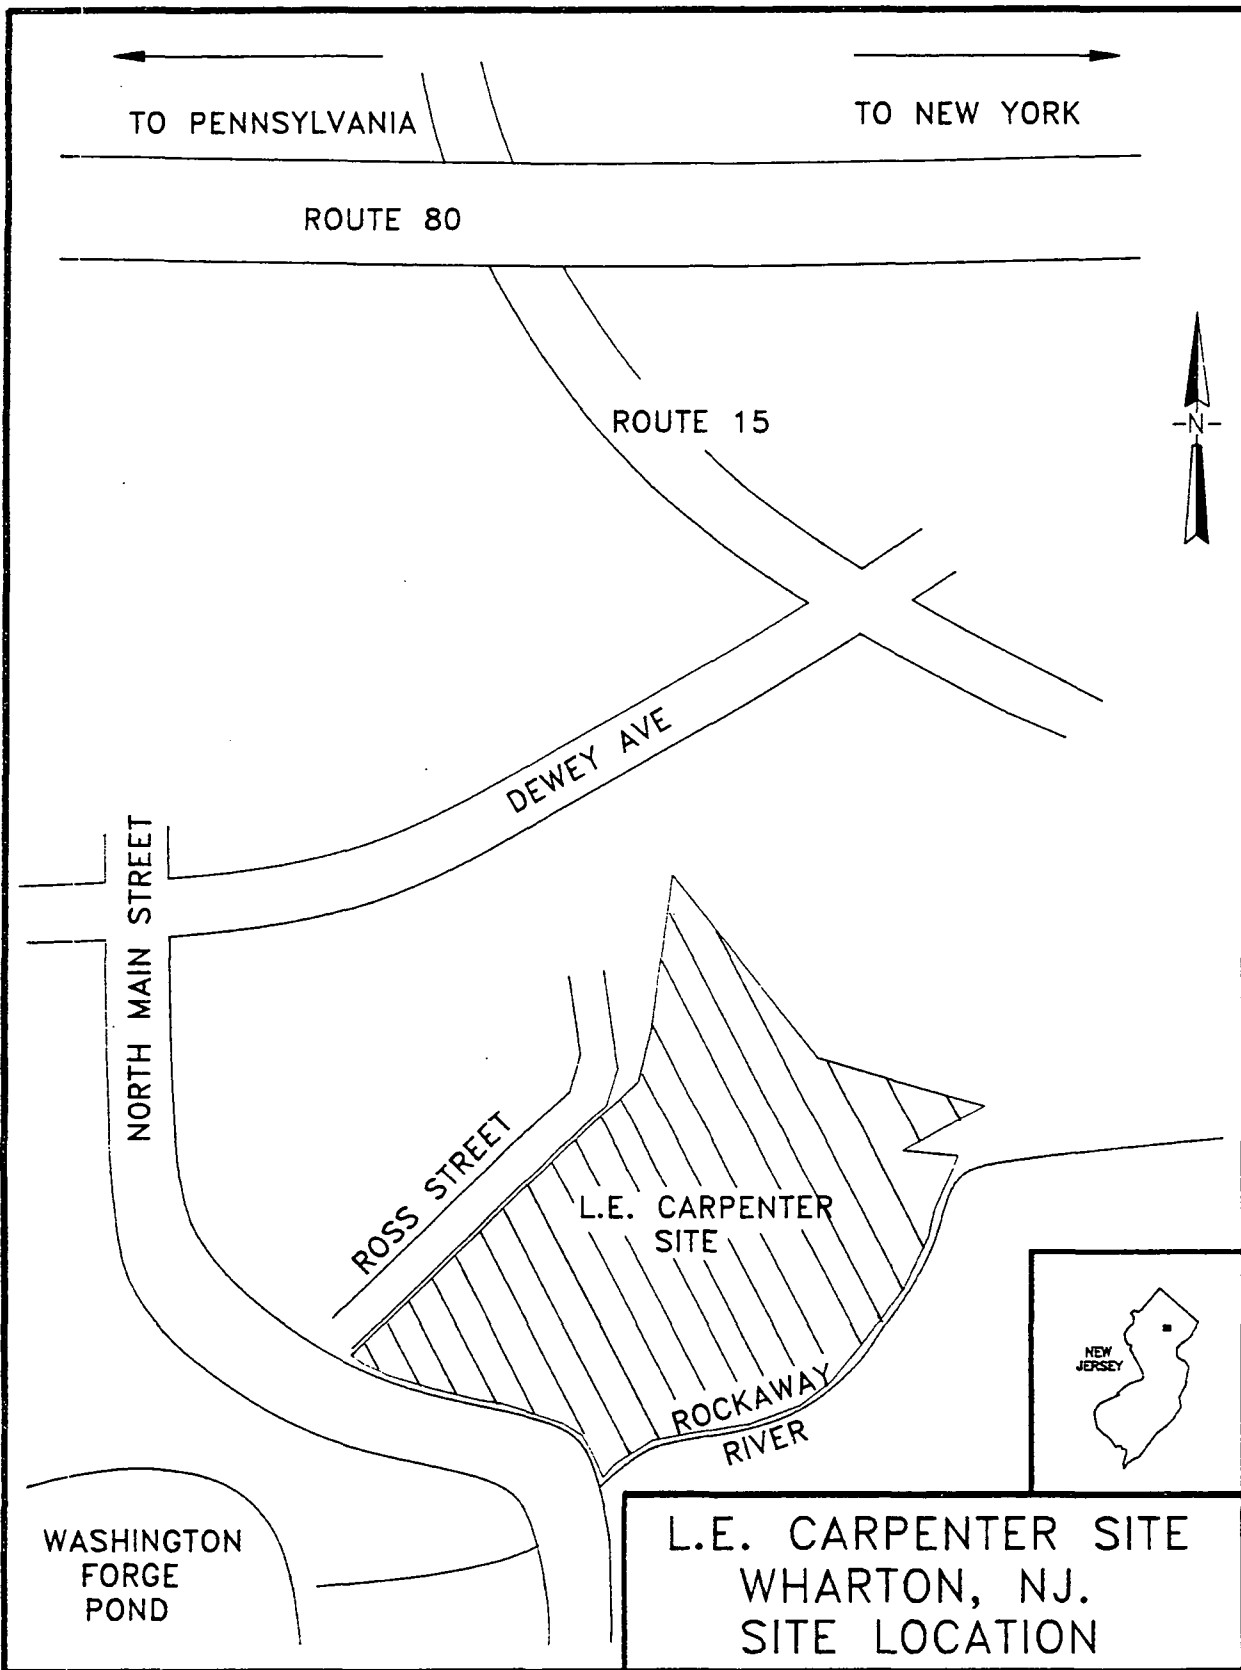 TO PENNSYLVANIA
TO NEW YORK
ROUTE 80
ROUTE 15
-N-
DEWEY AVE
NORTH MAIN STREET
ROSS STREET
L.E. CARPENTER
SITE
ROCKAWAY
RIVER
NEW
JERSEY
WASHINGTON
FORGE
POND
L.E. CARPENTER SITE
WHARTON, NJ.
SITE LOCATION